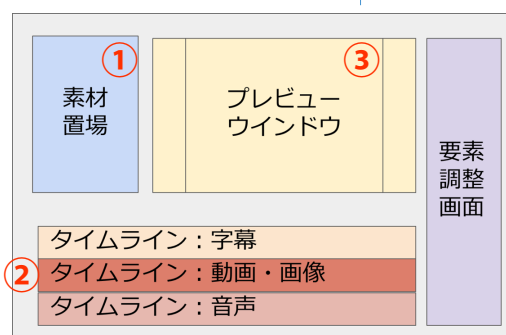 ①
素材
置場
③
プレビュー
ウインドウ
要素
調整
画面
タイムライン：字幕
②
タイムライン：動画・画像
タイムライン：音声